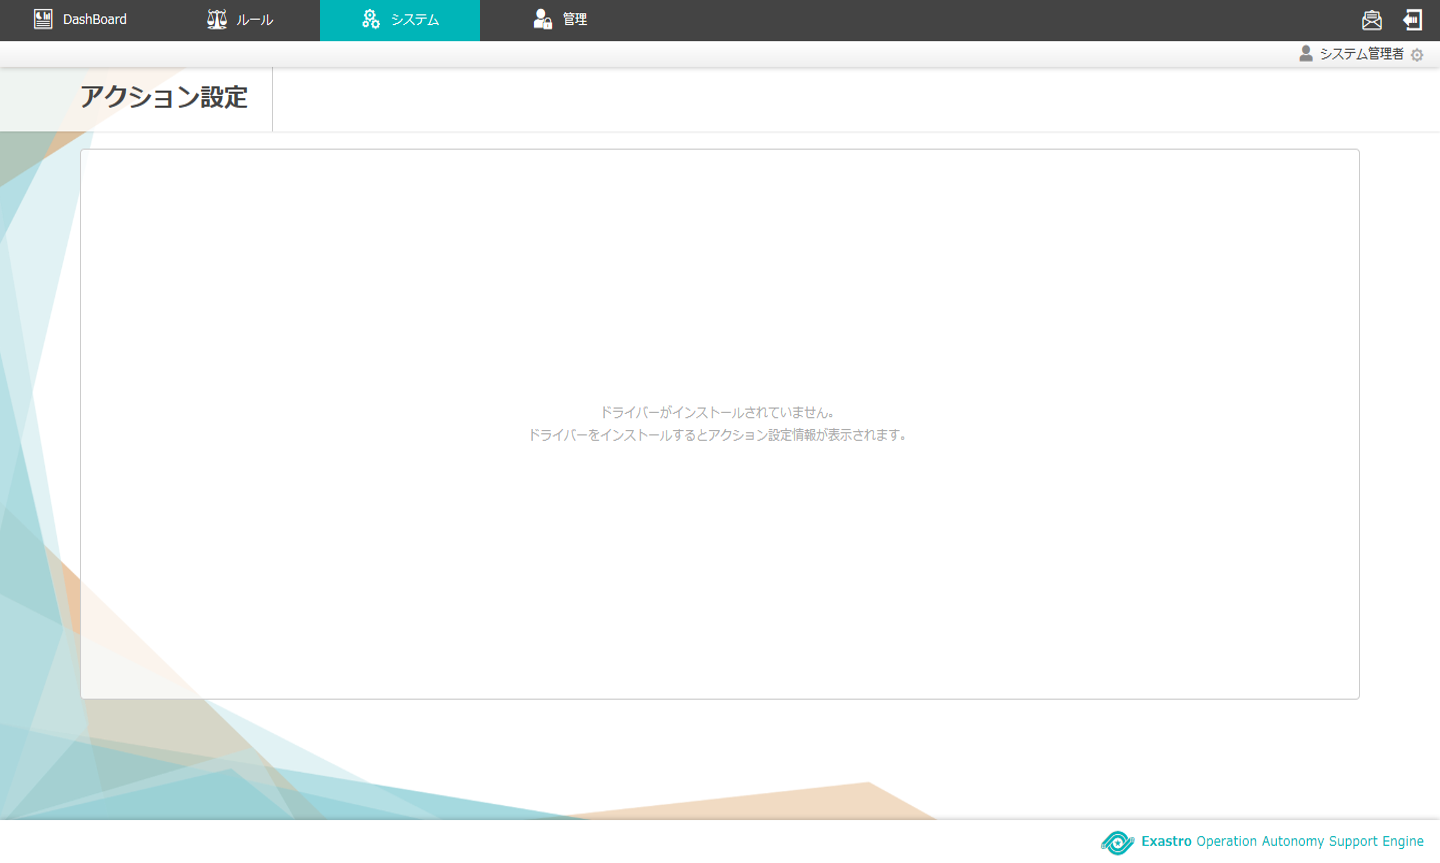 DashBoard
ルール
システム
管理
システム管理者
アクション設定
ドライバーがインストールされていません。
ドライバーをインストールするとアクション設定情報が表示されます。
Exastro Operation Autonomy Support Engine